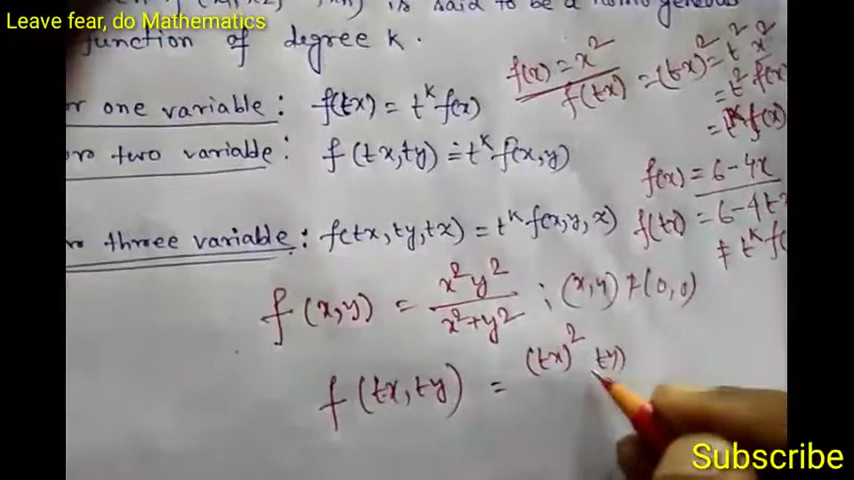 Leave fear, do Mathematics
is said to be a homogeneous
function of degree k.
one variable: f(tx) = t^k f(x)
two variable: f(tx,ty) = t^k f(x,y)
three variable: f(tx,ty,tz) = t^k f(x,y,z)
f(x) = x²
f(tx) = (tx)² = t² x²
= t² f(x)
= t^k f(x)
f(x) = 6-4x
f(tx) = 6-4tx
≠ t^k f(
f(x,y) = x²y² / x²+y² ; (x,y) ≠ (0,0)
f(tx,ty) = (tx)² ty)
Subscribe